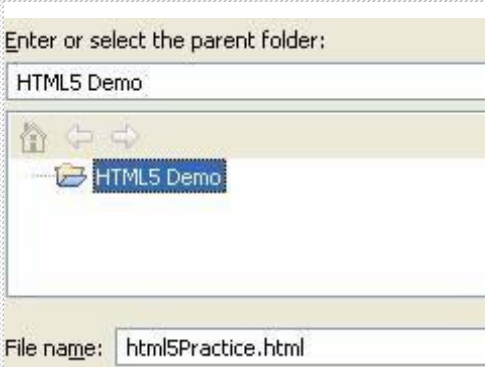 Enter or select the parent folder:
HTML5 Demo
HTML5 Demo
File name: html5Practice.html